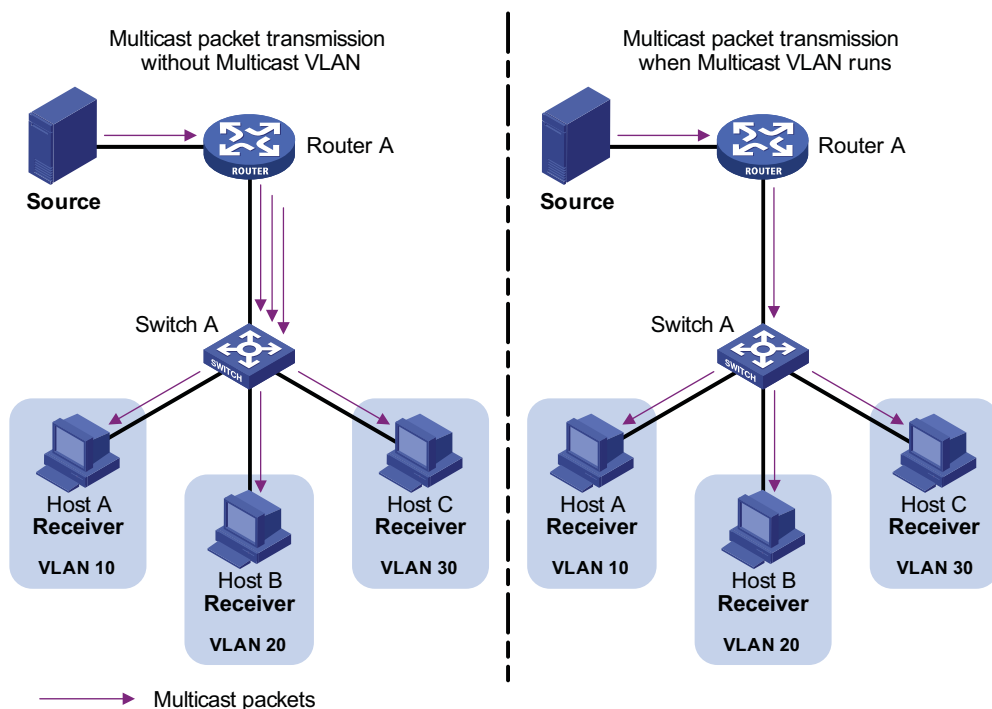 Multicast packet transmission
without Multicast VLAN
Source
Router A
ROUTER
Switch A
SWITCH
Host A
Receiver
VLAN 10
Host B
Receiver
VLAN 20
Host C
Receiver
VLAN 30
Multicast packets
Multicast packet transmission
when Multicast VLAN runs
Source
Router A
ROUTER
Switch A
SWITCH
Host A
Receiver
VLAN 10
Host B
Receiver
VLAN 20
Host C
Receiver
VLAN 30